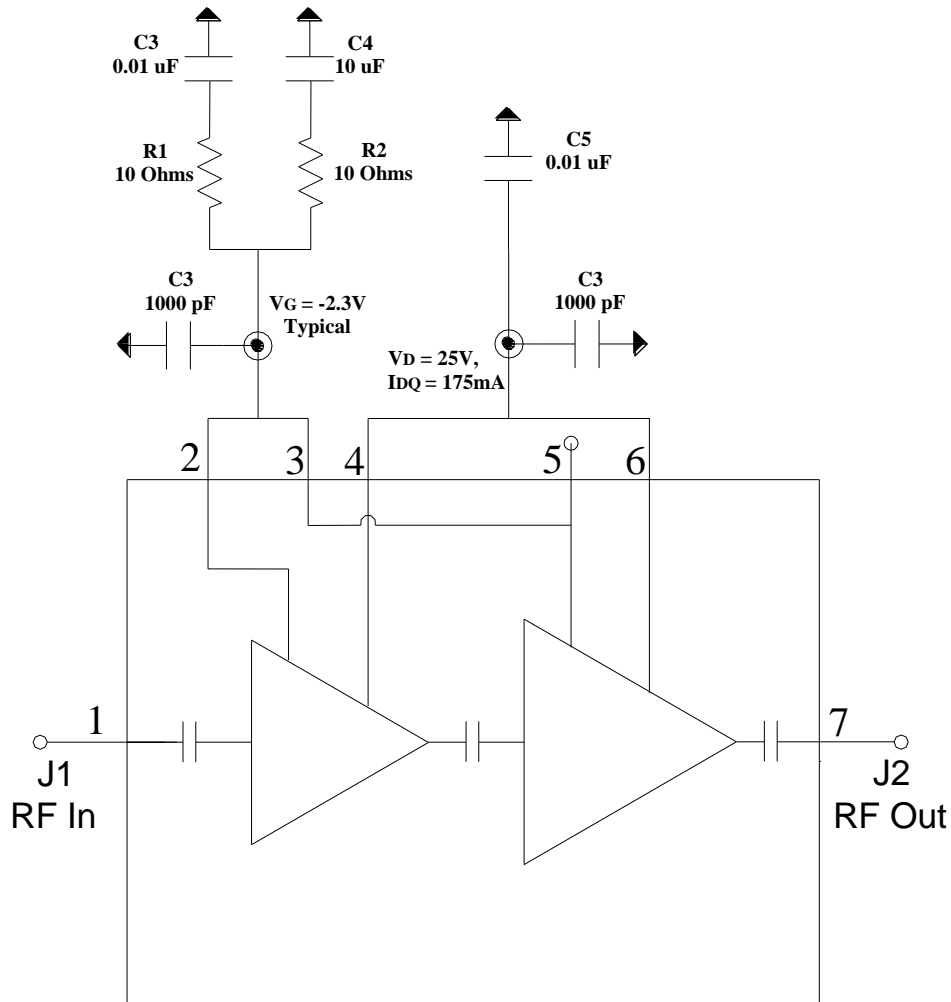 C3
0.01 uF
C4
10 uF
R1
10 Ohms
R2
10 Ohms
C5
0.01 uF
C3
1000 pF
VG = -2.3V
Typical
C3
1000 pF
VD = 25V,
IDQ = 175mA
2
3
4
5
6
1
7
J1
RF In
J2
RF Out